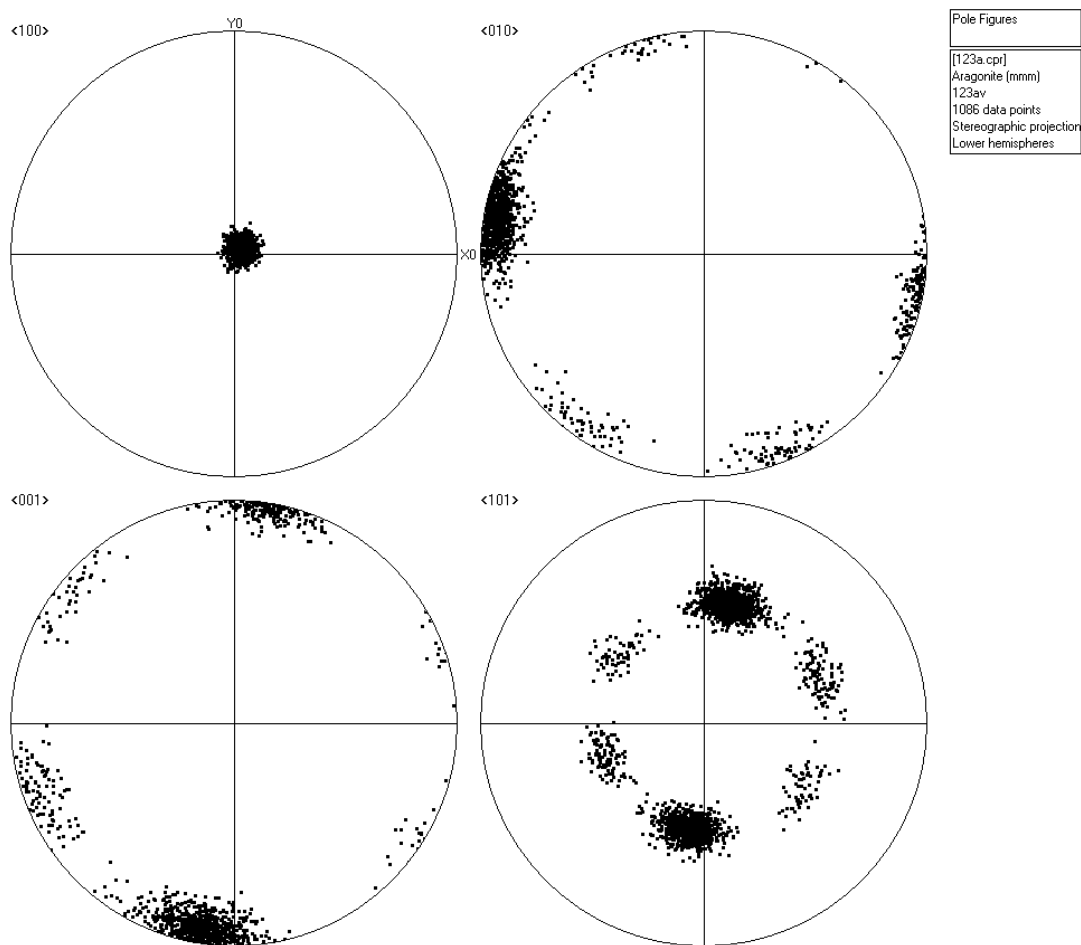 <100>
Y0
X0
<010>
<001>
<101>
Pole Figures
[123a.cpr]
Aragonite (mmm)
123av
1086 data points
Stereographic projection
Lower hemispheres